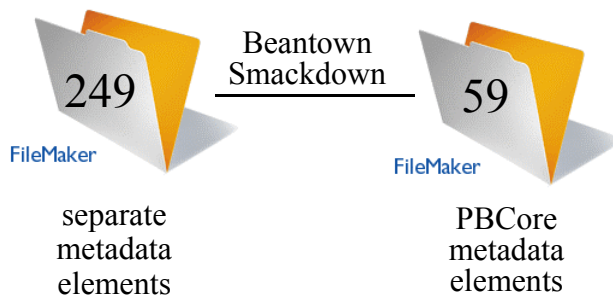 249
FileMaker
separate
metadata
elements
Beantown
Smackdown
59
FileMaker
PBCore
metadata
elements